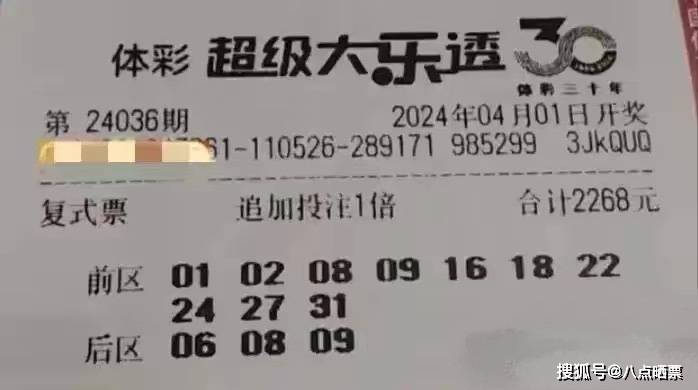 体彩 超级大乐透 30
体彩三十年
第 24036期 2024年04月01日开奖
61-110526-289171 985299 3JkQUQ
复式票 追加投注1倍 合计2268元
前区 01 02 08 09 16 18 22
24 27 31
后区 06 08 09
搜狐号@八点晒票